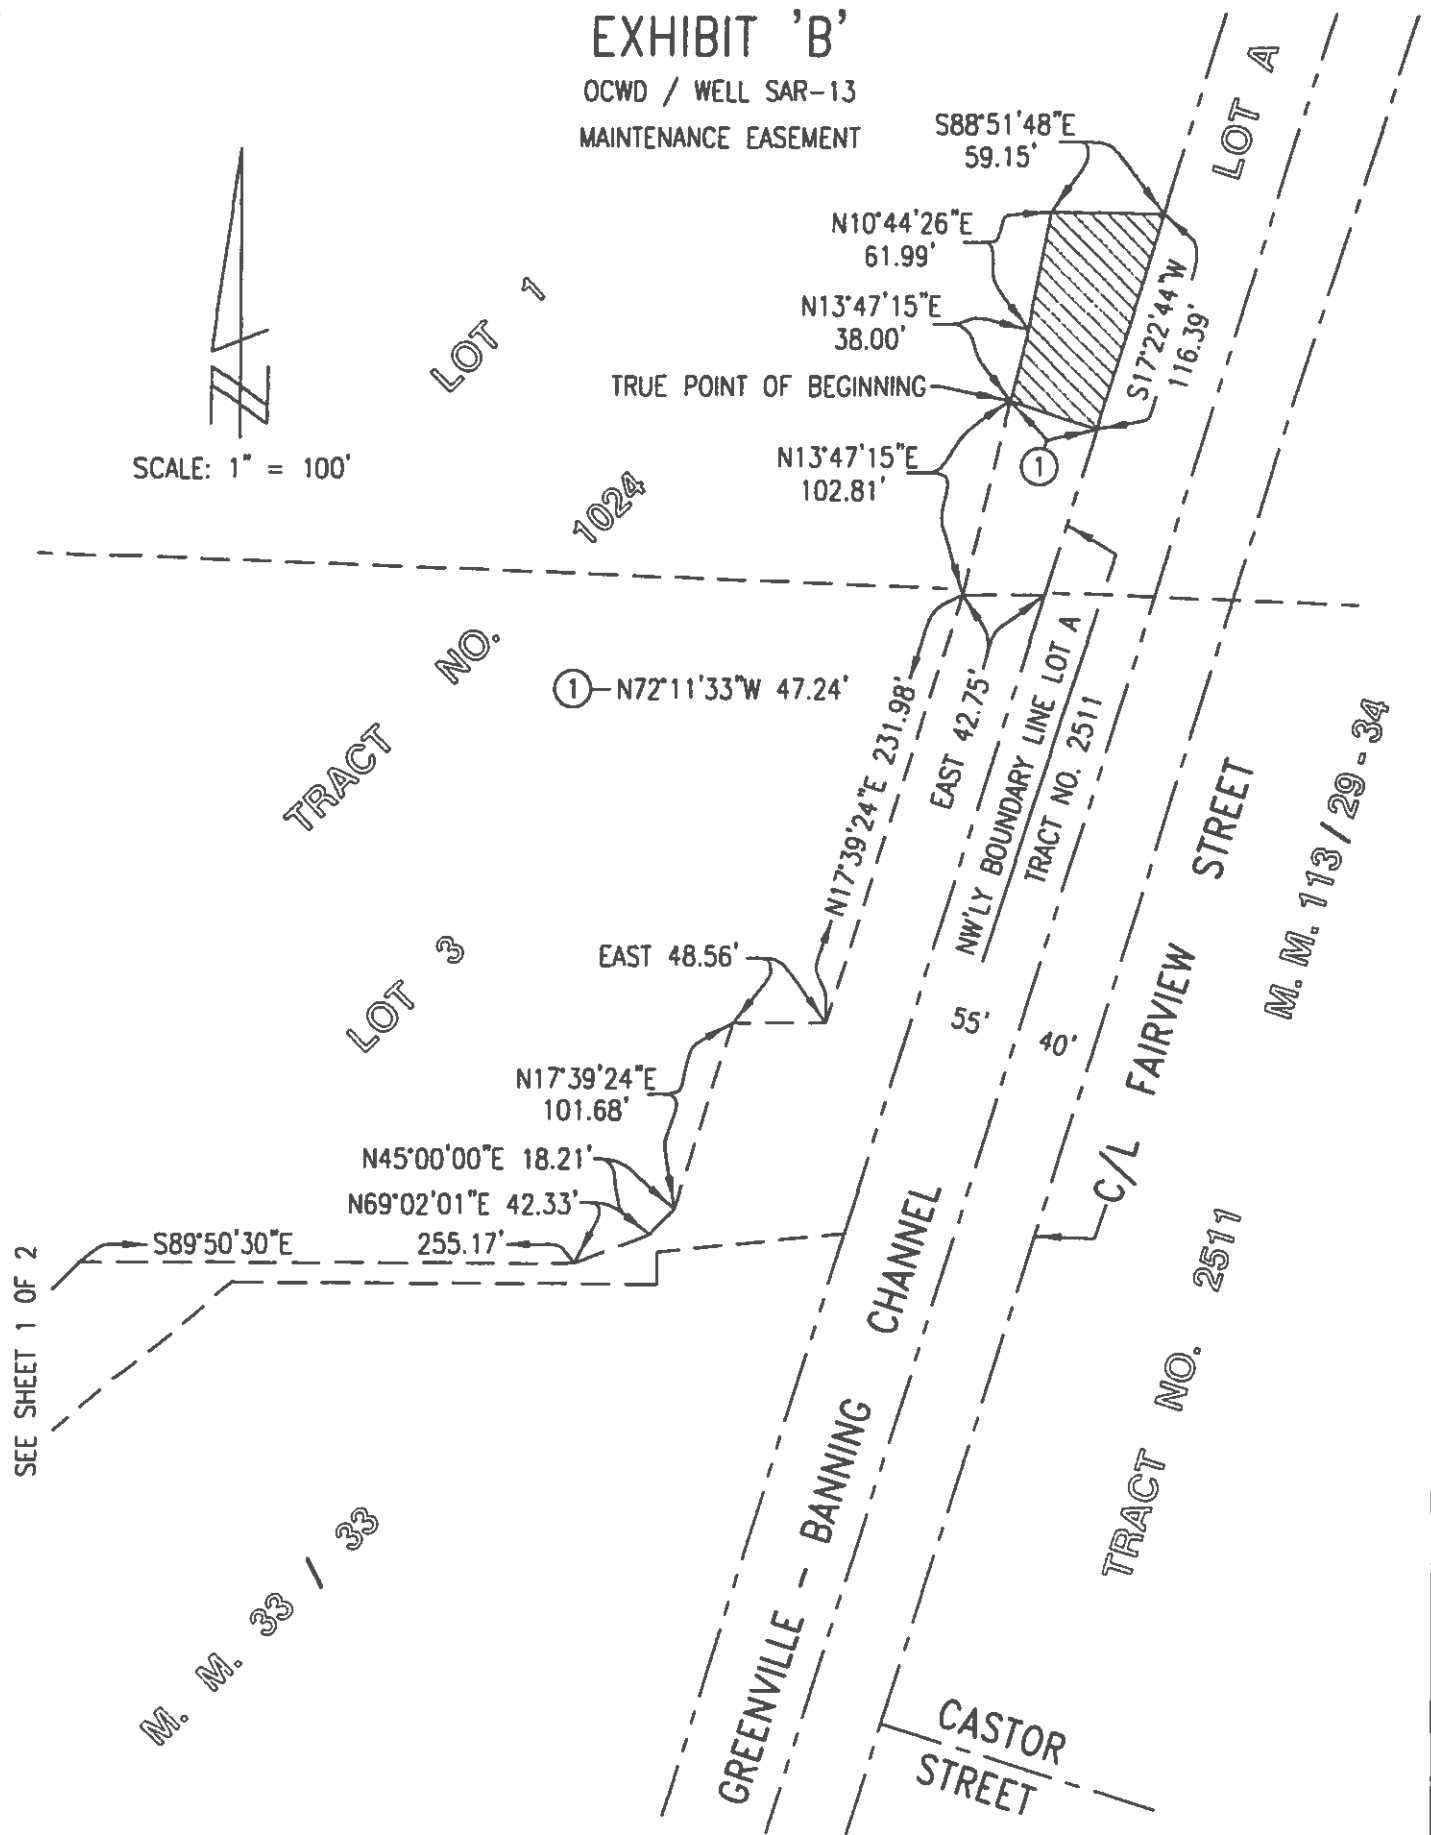 EXHIBIT 'B'
OCWD / WELL SAR-13
MAINTENANCE EASEMENT
LOT A
S88°51'48"E
59.15'
N10°44'26"E
61.99'
N13°47'15"E
38.00'
S17°22'44"W
116.39'
TRUE POINT OF BEGINNING
LOT 1
N
SCALE: 1" = 100'
N13°47'15"E
102.81'
1
1024
TRACT NO.
1 N72°11'33"W 47.24'
N17°39'24"E 231.98'
EAST 42.75'
NW'LY BOUNDARY LINE LOT A
TRACT NO. 2511
M. M. 113 / 29 - 34
LOT 3
EAST 48.56'
55'
40'
C/L FAIRVIEW STREET
N17°39'24"E
101.68'
N45°00'00"E 18.21'
N69°02'01"E 42.33'
S89°50'30"E 255.17'
SEE SHEET 1 OF 2
GREENVILLE - BANNING CHANNEL
TRACT NO. 2511
M. M. 33 / 33
CASTOR
STREET